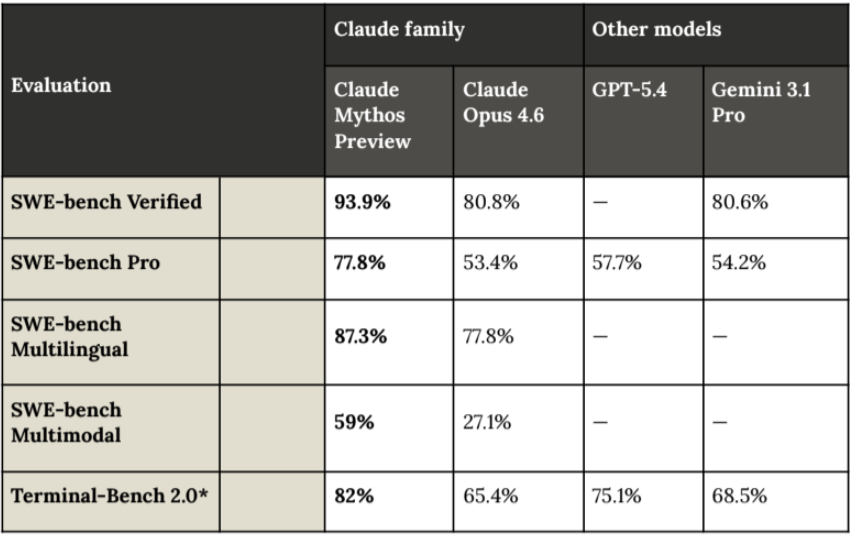 Evaluation
Claude family
Other models
Claude
Mythos
Preview
Claude
Opus 4.6
GPT-5.4
Gemini 3.1
Pro
SWE-bench Verified
93.9%
80.8%
—
80.6%
SWE-bench Pro
77.8%
53.4%
57.7%
54.2%
SWE-bench
Multilingual
87.3%
77.8%
—
—
SWE-bench
Multimodal
59%
27.1%
—
—
Terminal-Bench 2.0*
82%
65.4%
75.1%
68.5%